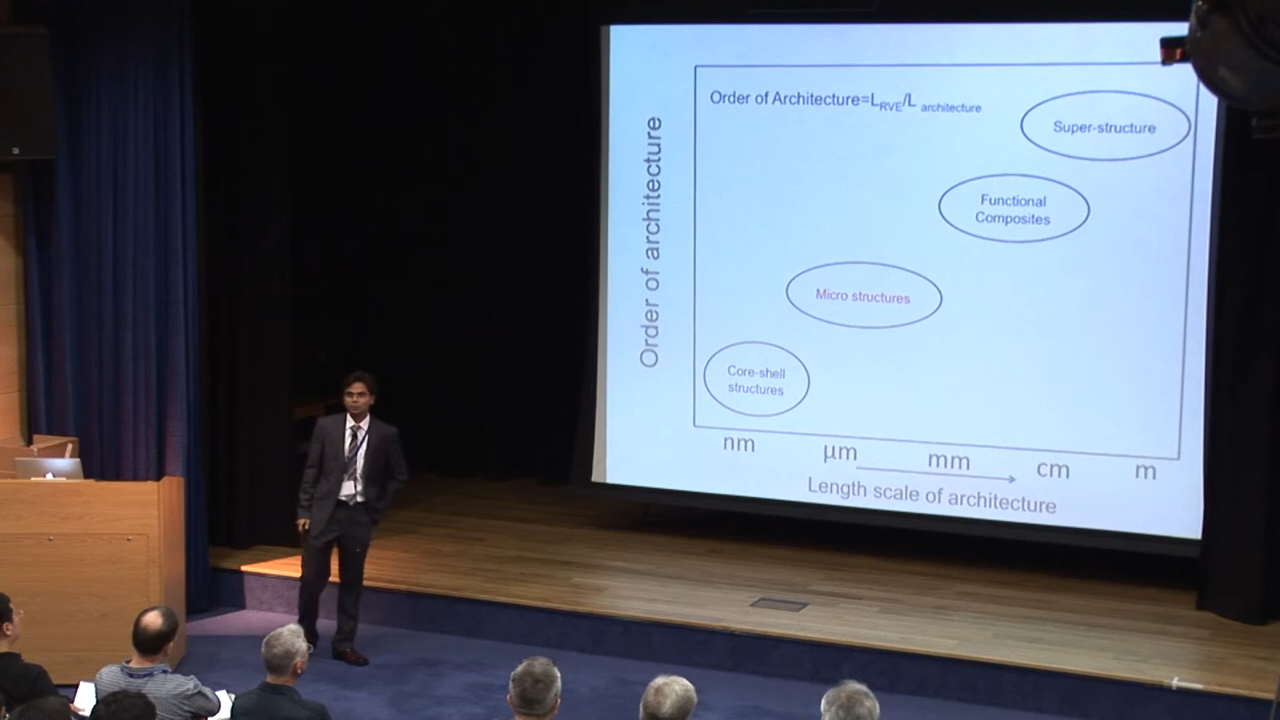 Order of Architecture=LRVE/L architecture
Super-structure
Functional
Composites
Order of architecture
Micro structures
Core-shell
structures
nm
μm
mm
cm
m
Length scale of architecture